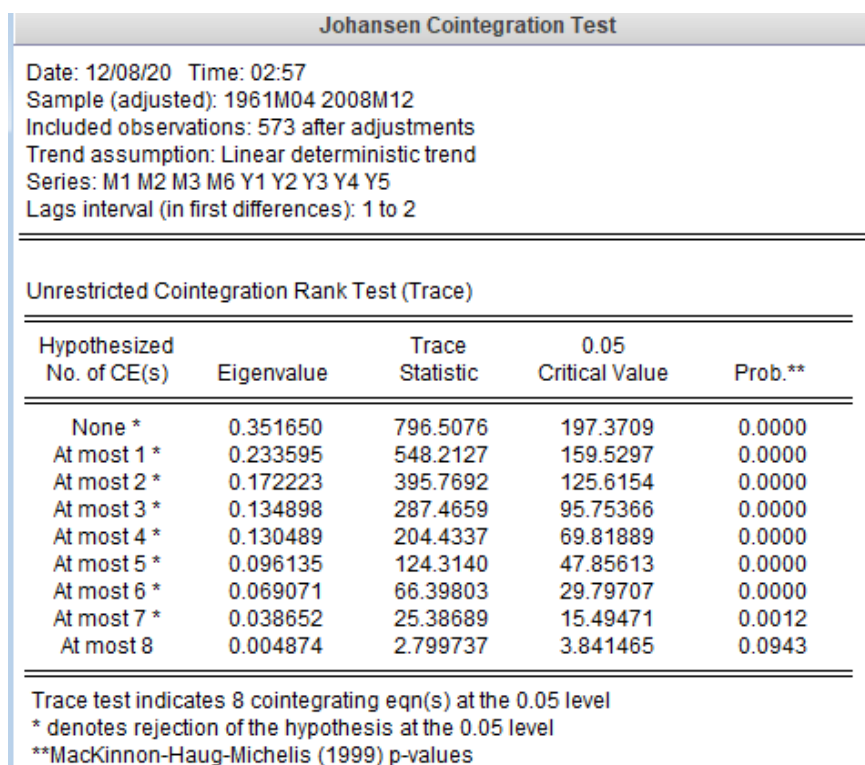 Johansen Cointegration Test
Date: 12/08/20 Time: 02:57
Sample (adjusted): 1961M04 2008M12
Included observations: 573 after adjustments
Trend assumption: Linear deterministic trend
Series: M1 M2 M3 M6 Y1 Y2 Y3 Y4 Y5
Lags interval (in first differences): 1 to 2
Unrestricted Cointegration Rank Test (Trace)
Hypothesized Trace 0.05
No. of CE(s) Eigenvalue Statistic Critical Value Prob.**
None * 0.351650 796.5076 197.3709 0.0000
At most 1 * 0.233595 548.2127 159.5297 0.0000
At most 2 * 0.172223 395.7692 125.6154 0.0000
At most 3 * 0.134898 287.4659 95.75366 0.0000
At most 4 * 0.130489 204.4337 69.81889 0.0000
At most 5 * 0.096135 124.3140 47.85613 0.0000
At most 6 * 0.069071 66.39803 29.79707 0.0000
At most 7 * 0.038652 25.38689 15.49471 0.0012
At most 8 0.004874 2.799737 3.841465 0.0943
Trace test indicates 8 cointegrating eqn(s) at the 0.05 level
* denotes rejection of the hypothesis at the 0.05 level
**MacKinnon-Haug-Michelis (1999) p-values